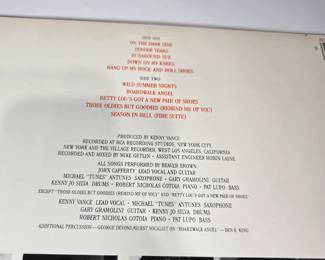 SIDE ONE
ON THE DARK SIDE
TENDER YEARS
RUNAROUND SUE
DOWN ON MY KNEES
HANG UP MY ROCK AND ROLL SHOES
SIDE TWO
WILD SUMMER NIGHTS
BOARDWALK ANGEL
BETTY LOU'S GOT A NEW PAIR OF SHOES
THOSE OLDIES BUT GOODIES (REMIND ME OF YOU)
SEASON IN HELL (FIRE SUITE)
PRODUCED BY KENNY VANCE
RECORDED AT RCA RECORDING STUDIOS, NEW YORK CITY,
NEW YORK AND THE VILLAGE RECORDER, WEST LOS ANGELES, CALIFORNIA
RECORDED AND MIXED BY MIKE GETLIN - ASSISTANT ENGINEER ROBIN LAINE
ALL SONGS PERFORMED BY BEAVER BROWN
JOHN CAFFERTY LEAD VOCAL AND GUITAR
MICHAEL "TUNES" ANTUNES SAXOPHONE - GARY GRAMOLINI GUITAR
KENNY JO SILVA DRUMS - ROBERT NICHOLAS COTOIA PIANO - PAT LUPO BASS
EXCEPT "THOSE OLDIES BUT GOODIES (REMIND ME OF YOU)" AND "BETTY LOU'S GOT A NEW PAIR OF SHOES"
KENNY VANCE LEAD VOCAL - MICHAEL "TUNES" ANTUNES SAXOPHONE
GARY GRAMOLINI GUITAR - KENNY JO SILVA DRUMS
ROBERT NICHOLAS COTOIA PIANO - PAT LUPO BASS
ADDITIONAL PERCUSSION - GEORGE DEVONS/GUEST VOCALIST ON "BOARDWALK ANGEL" - BEN E. KING